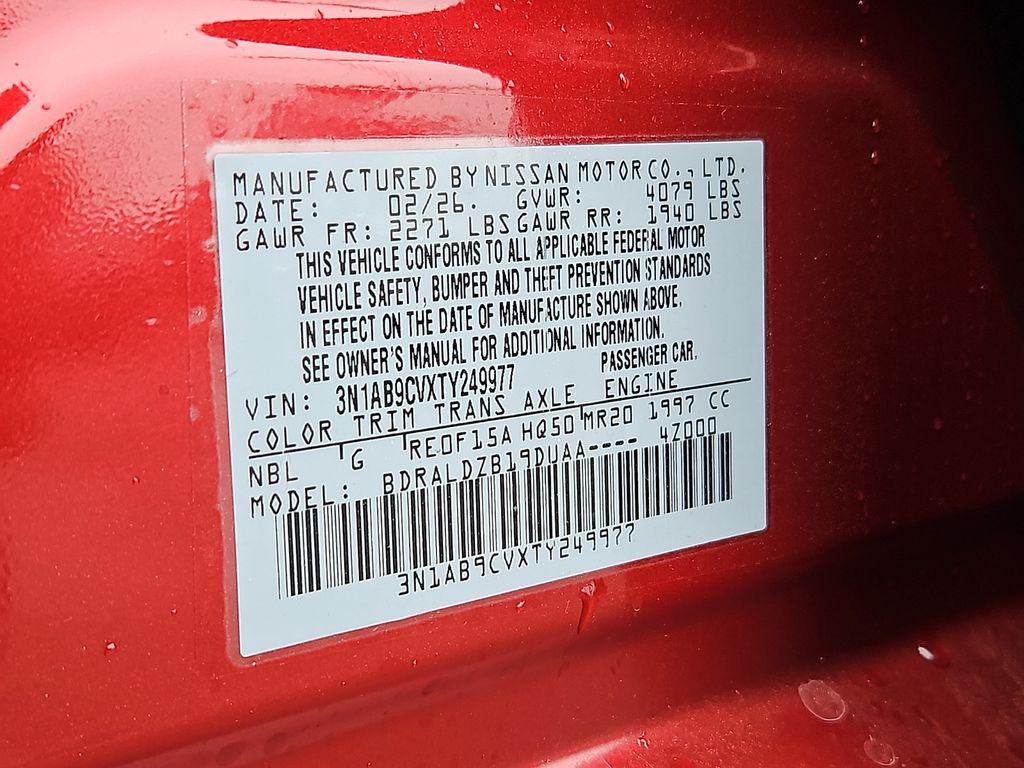 MANUFACTURED BY NISSAN MOTOR CO., LTD.
DATE: 02/26. GVWR: 4079 LBS
GAWR FR: 2271 LBS GAWR RR: 1940 LBS
THIS VEHICLE CONFORMS TO ALL APPLICABLE FEDERAL MOTOR
VEHICLE SAFETY, BUMPER AND THEFT PREVENTION STANDARDS
IN EFFECT ON THE DATE OF MANUFACTURE SHOWN ABOVE.
SEE OWNER'S MANUAL FOR ADDITIONAL INFORMATION.
VIN: 3N1AB9CVXTY249977 PASSENGER CAR.
COLOR TRIM TRANS AXLE ENGINE
NBL G RE0F15A HQ50 MR20 1997 CC
MODEL: BDRALDZB19DUAA---- 4Z000
3N1AB9CVXTY249977